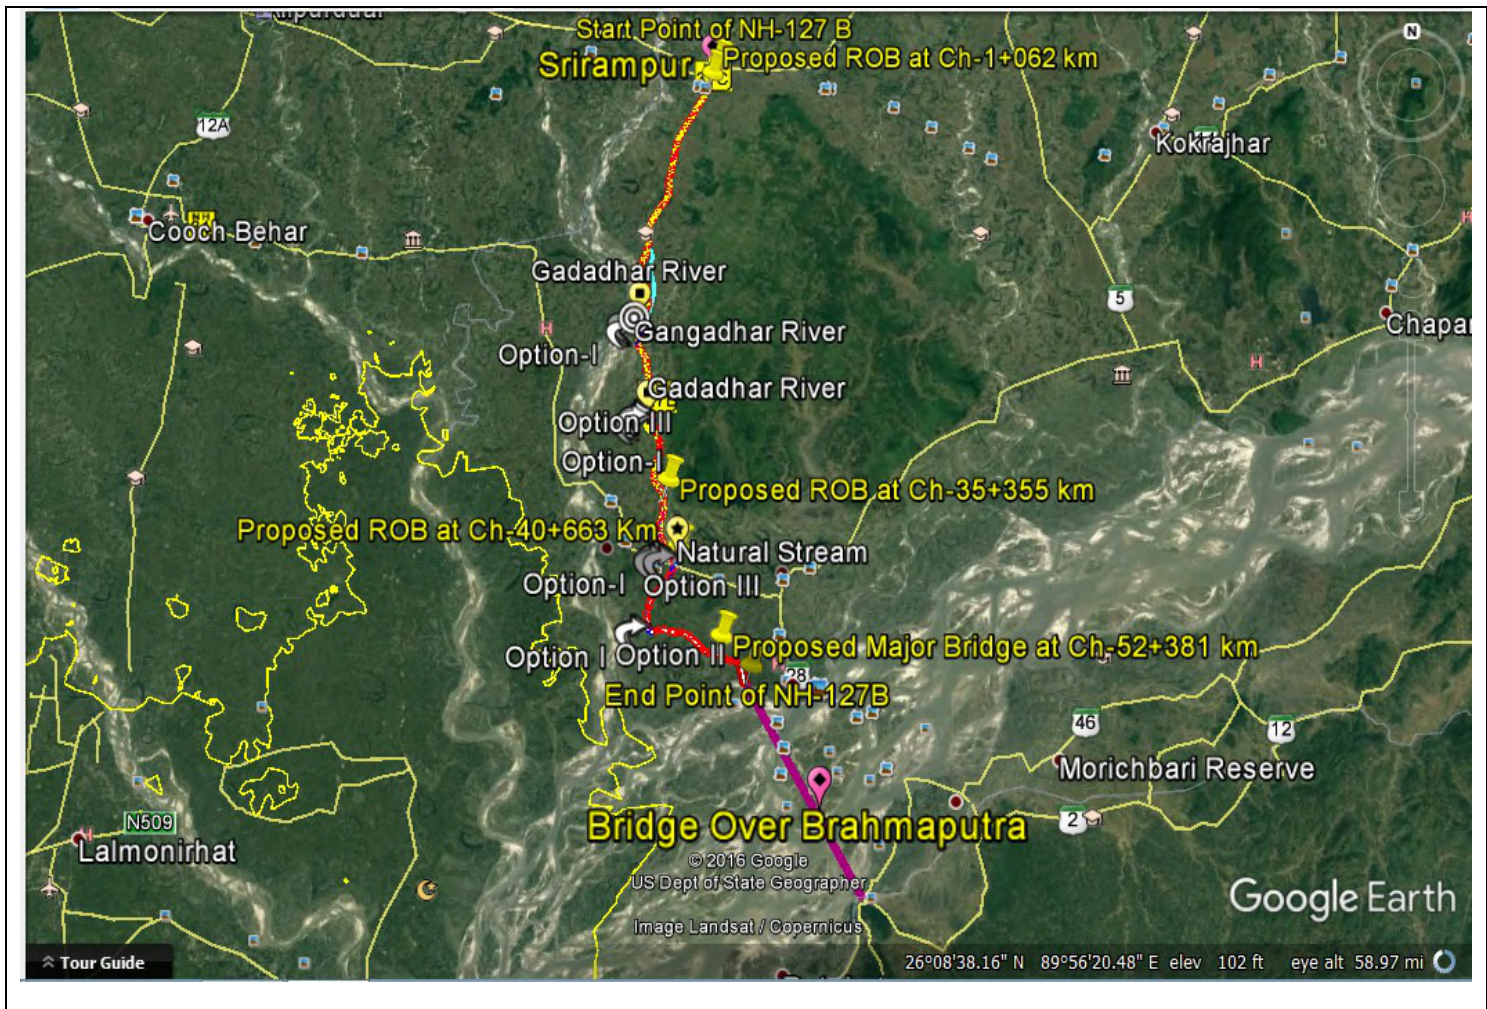 Start Point of NH-127 B
Proposed ROB at Ch-1+062 km
Srirampur
12A
Kokrajhar
Cooch Behar
Gadadhar River
5
Chapar
Gangadhar River
Option-I
Gadadhar River
Option III
Option-I
Proposed ROB at Ch-35+355 km
Proposed ROB at Ch-40+663 Km
Natural Stream
Option-I
Option III
Proposed Major Bridge at Ch-52+381 km
Option I
Option II
28
End Point of NH-127B
46
12
Morichbari Reserve
N509
2
Bridge Over Brahmaputra
Lalmonirhat
© 2016 Google
US Dept of State Geographer
Google Earth
Image Landsat / Copernicus
Tour Guide
26°08'38.16" N 89°56'20.48" E elev 102 ft eye alt 58.97 mi
N